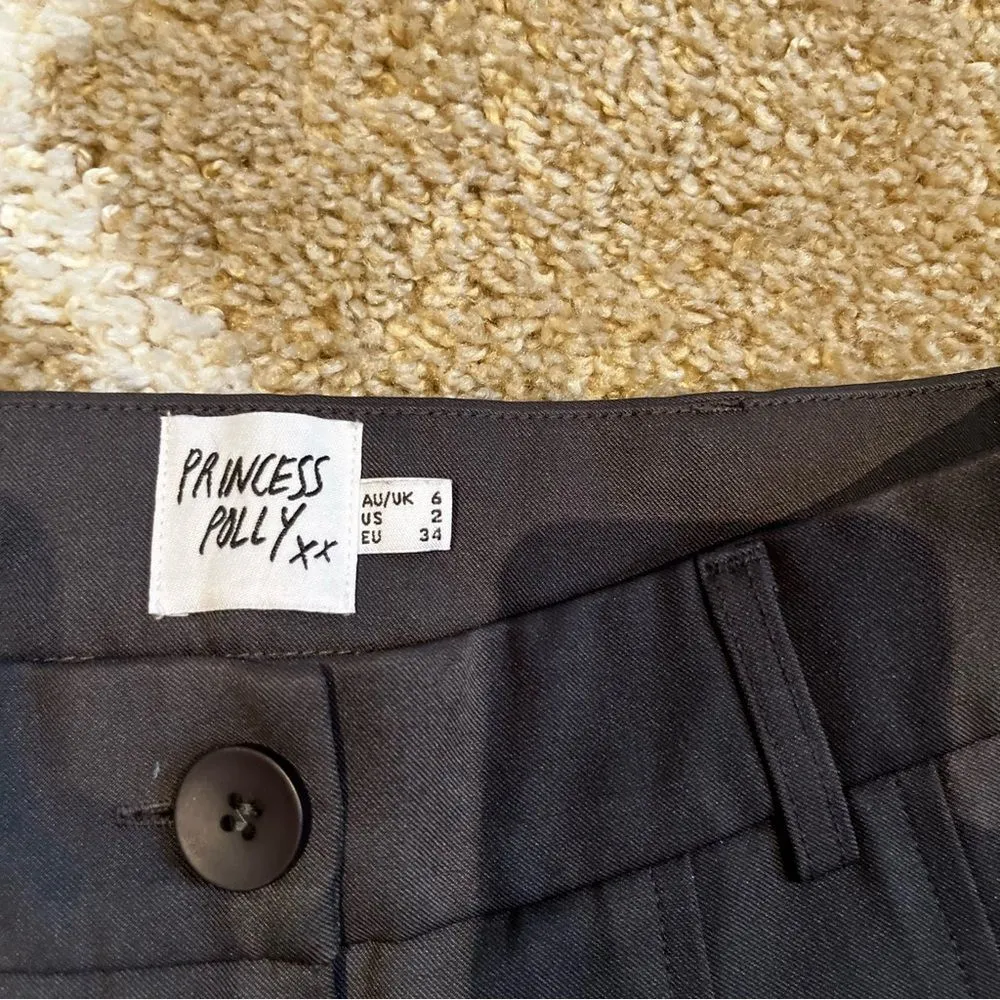 PRINCESS
POLLY xx
AU/UK 6
US 2
EU 34